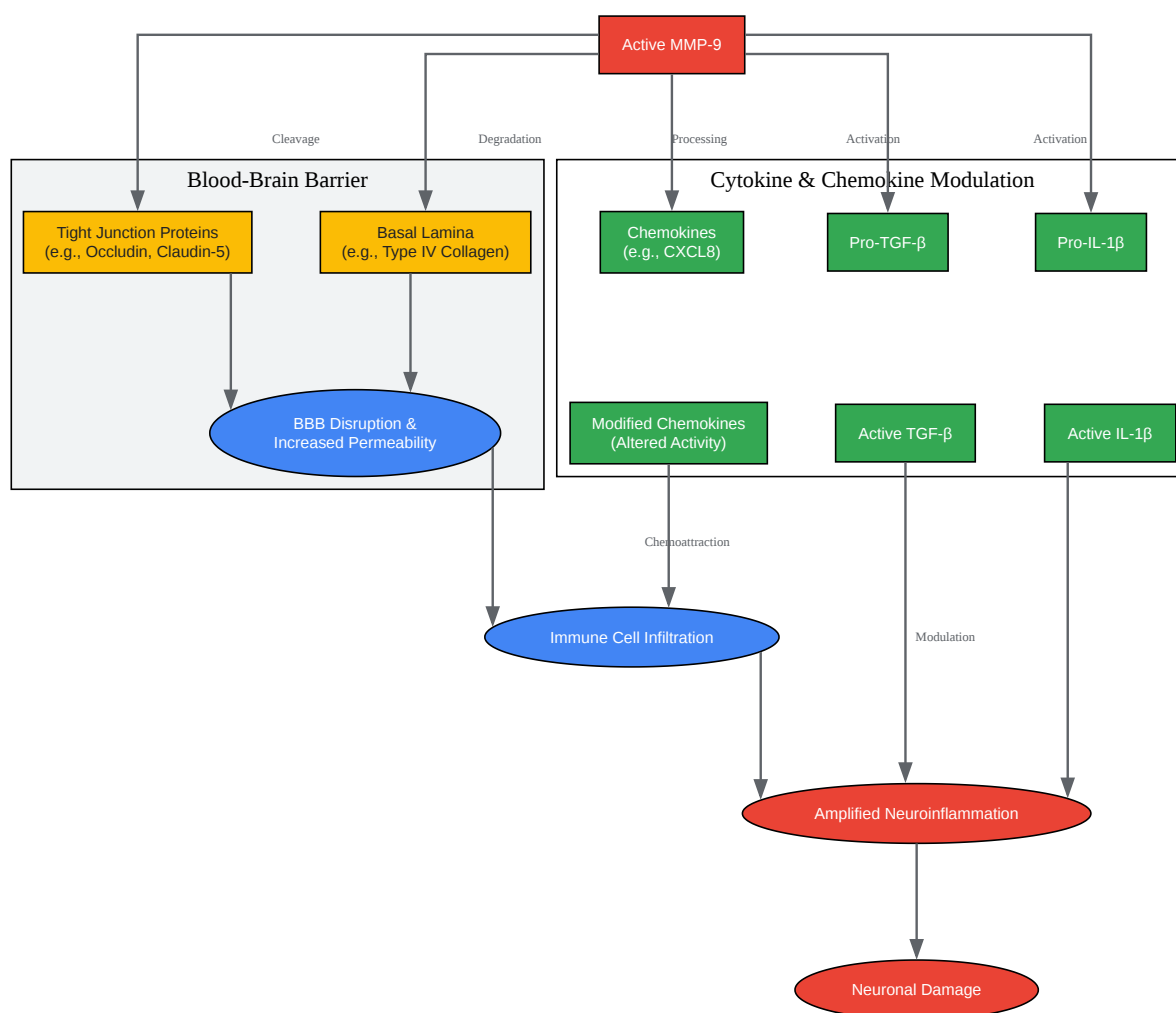 Active MMP-9
Cleavage
Degradation
Processing
Activation
Activation
Blood-Brain Barrier
Cytokine & Chemokine Modulation
Tight Junction Proteins
(e.g., Occludin, Claudin-5)
Basal Lamina
(e.g., Type IV Collagen)
Chemokines
(e.g., CXCL8)
Pro-TGF-β
Pro-IL-1β
BBB Disruption &
Increased Permeability
Modified Chemokines
(Altered Activity)
Active TGF-β
Active IL-1β
Chemoattraction
Immune Cell Infiltration
Modulation
Amplified Neuroinflammation
Neuronal Damage